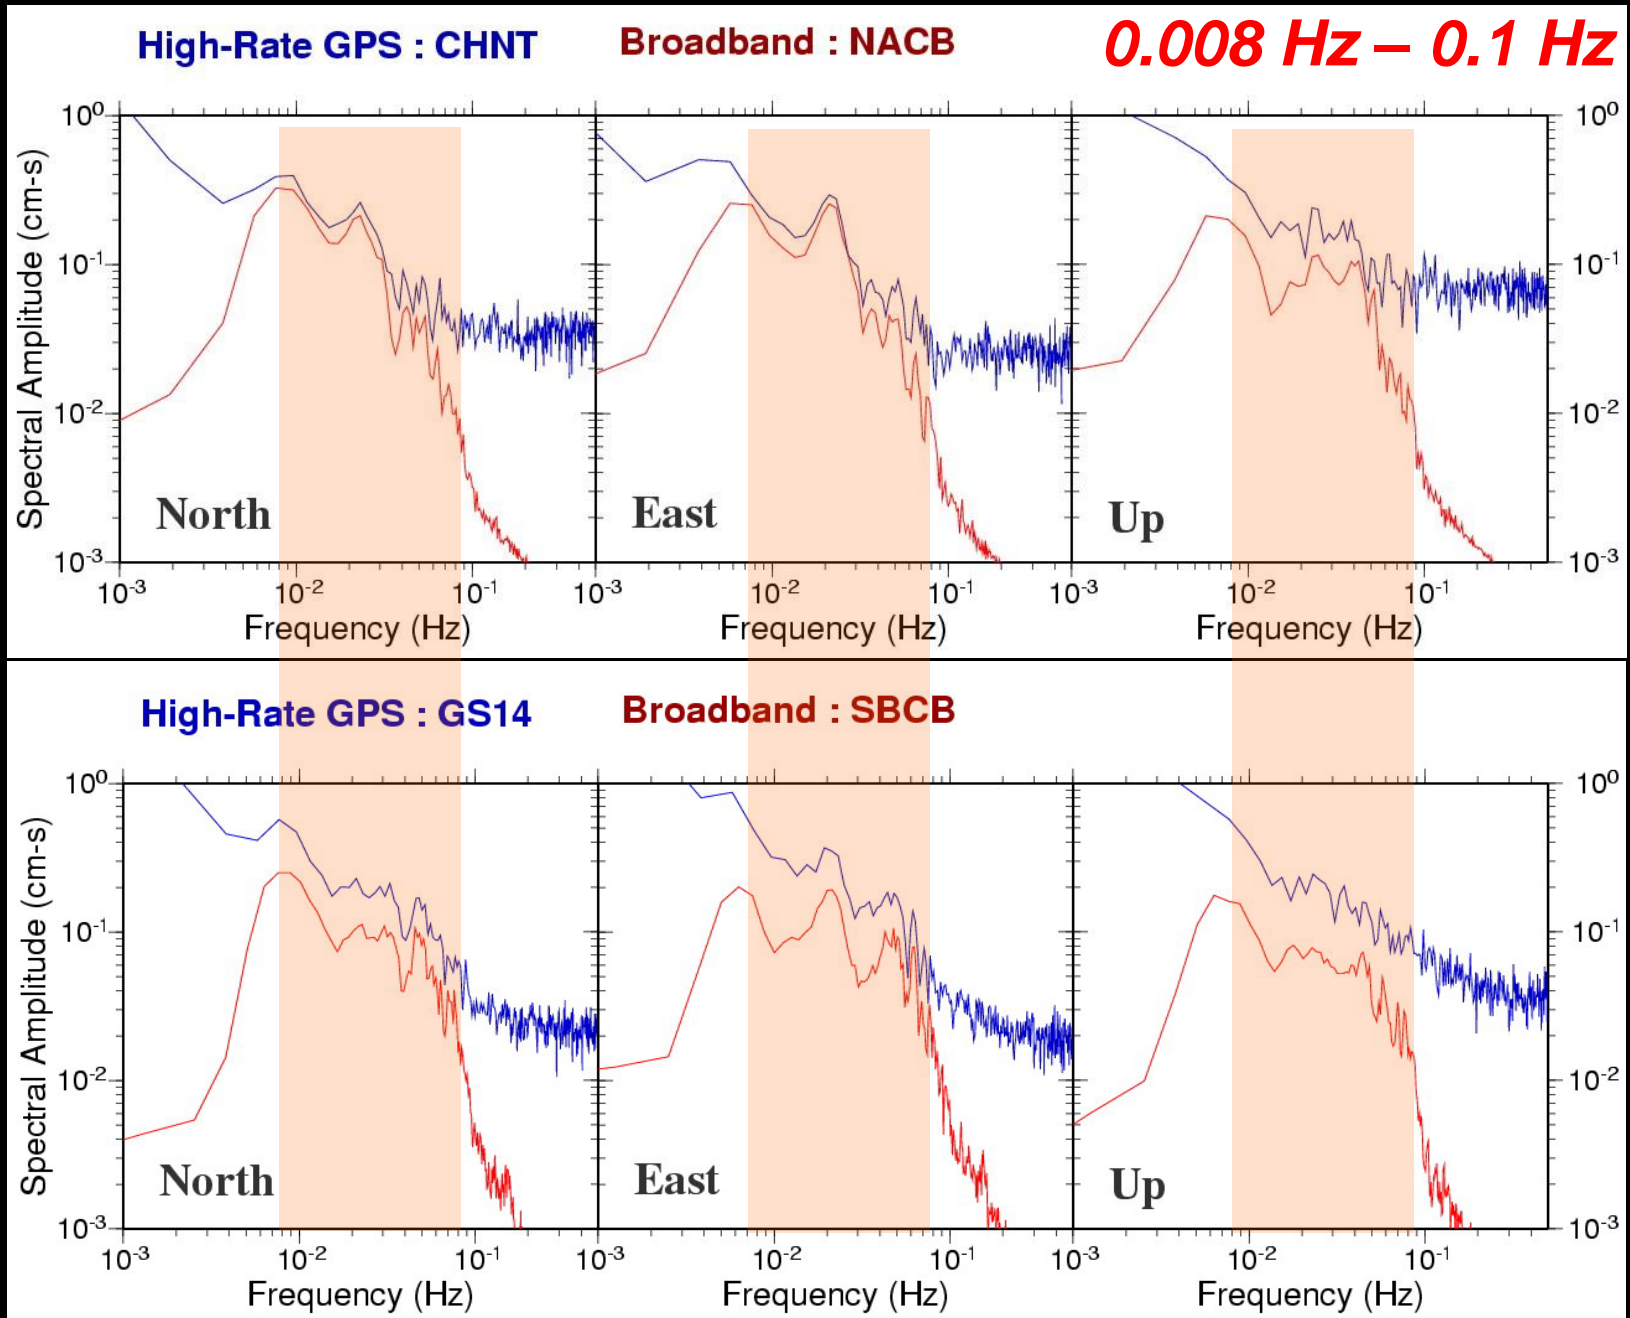 High-Rate GPS : CHNT Broadband : NACB 0.008 Hz – 0.1 Hz
10⁰ 10⁰
10⁻¹ 10⁻¹
10⁻² 10⁻²
10⁻³ 10⁻³
Spectral Amplitude (cm-s)
North East Up
10⁻³ 10⁻² 10⁻¹ 10⁻³ 10⁻² 10⁻¹ 10⁻³ 10⁻² 10⁻¹
Frequency (Hz) Frequency (Hz) Frequency (Hz)
High-Rate GPS : GS14 Broadband : SBCB
10⁰ 10⁰
10⁻¹ 10⁻¹
10⁻² 10⁻²
10⁻³ 10⁻³
Spectral Amplitude (cm-s)
North East Up
10⁻³ 10⁻² 10⁻¹ 10⁻³ 10⁻² 10⁻¹ 10⁻³ 10⁻² 10⁻¹
Frequency (Hz) Frequency (Hz) Frequency (Hz)